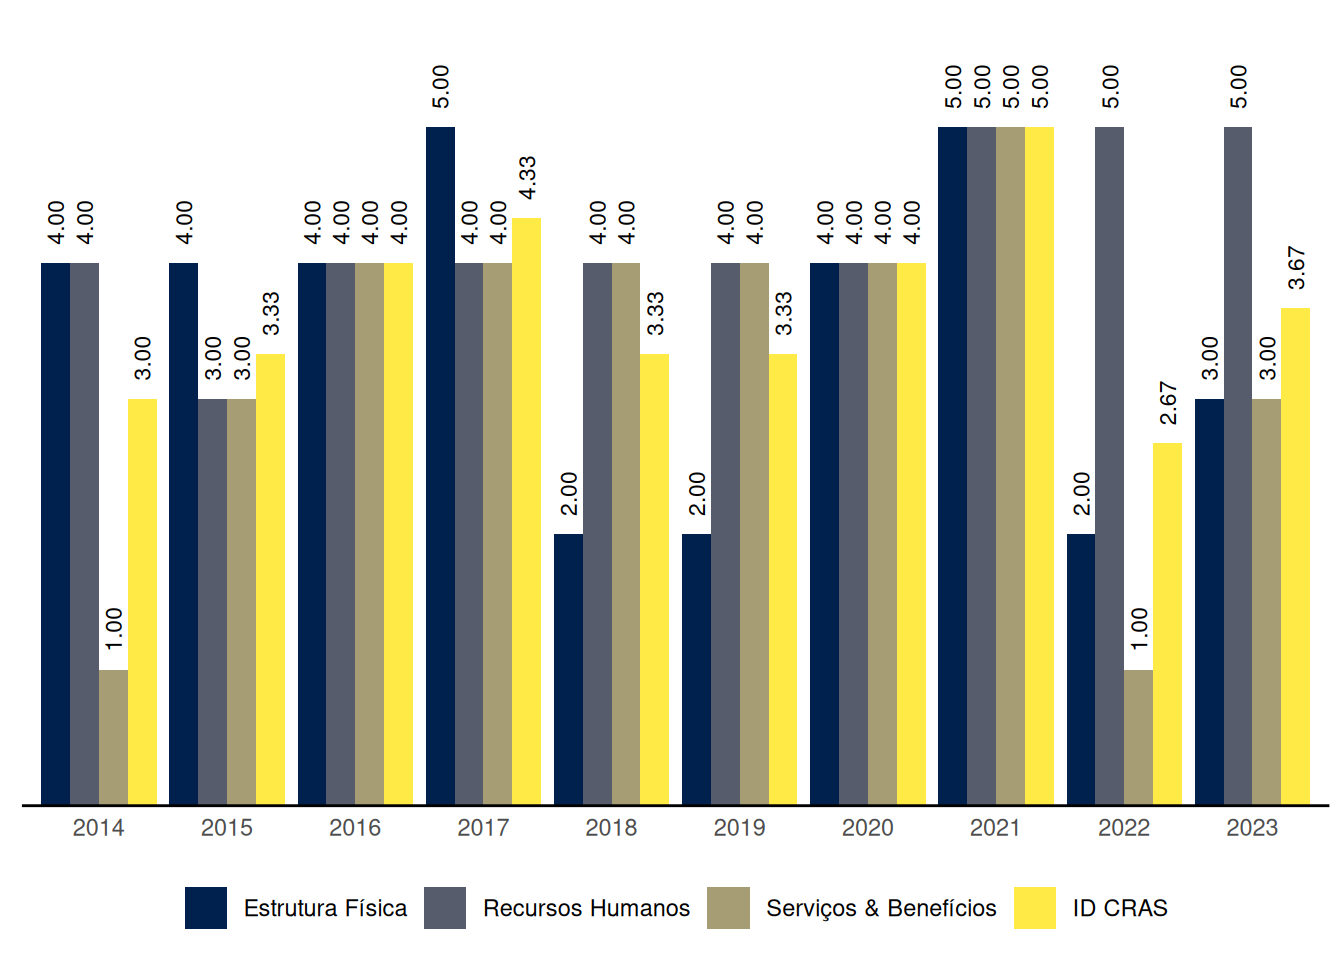 5.00 5.00 5.00 5.00 5.00 5.00 5.00
4.33
4.00 4.00 4.00 4.00 4.00 4.00 4.00 4.00 4.00 4.00 4.00 4.00 4.00 4.00 4.00 4.00 4.00
3.67
3.33 3.33 3.33
3.00 3.00 3.00 3.00 3.00
2.67
2.00 2.00 2.00
1.00 1.00
2014 2015 2016 2017 2018 2019 2020 2021 2022 2023
Estrutura Física Recursos Humanos Serviços & Benefícios ID CRAS